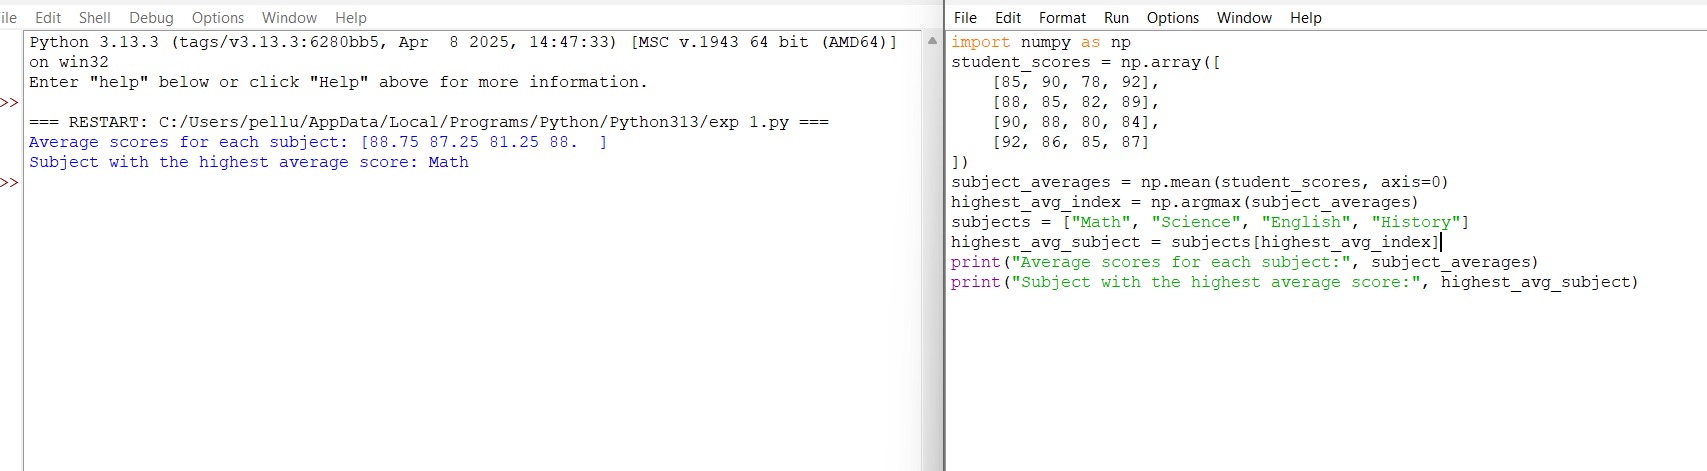 ile Edit Shell Debug Options Window Help
Python 3.13.3 (tags/v3.13.3:6280bb5, Apr  8 2025, 14:47:33) [MSC v.1943 64 bit (AMD64)]
on win32
Enter "help" below or click "Help" above for more information.
>>
=== RESTART: C:/Users/pellu/AppData/Local/Programs/Python/Python313/exp 1.py ===
Average scores for each subject: [88.75 87.25 81.25 88.  ]
Subject with the highest average score: Math
>>
File Edit Format Run Options Window Help
import numpy as np
student_scores = np.array([
    [85, 90, 78, 92],
    [88, 85, 82, 89],
    [90, 88, 80, 84],
    [92, 86, 85, 87]
])
subject_averages = np.mean(student_scores, axis=0)
highest_avg_index = np.argmax(subject_averages)
subjects = ["Math", "Science", "English", "History"]
highest_avg_subject = subjects[highest_avg_index]
print("Average scores for each subject:", subject_averages)
print("Subject with the highest average score:", highest_avg_subject)